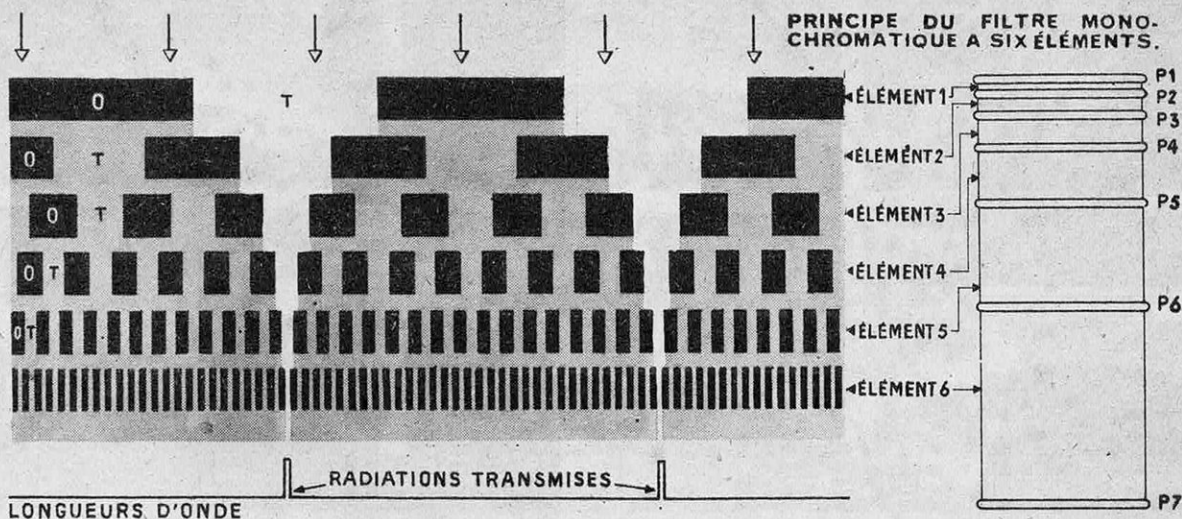 PRINCIPE DU FILTRE MONO-
CHROMATIQUE A SIX ÉLÉMENTS.
O T ÉLÉMENT 1
O T ÉLÉMENT 2
O T ÉLÉMENT 3
O T ÉLÉMENT 4
O T ÉLÉMENT 5
ÉLÉMENT 6
P1
P2
P3
P4
P5
P6
P7
RADIATIONS TRANSMISES
LONGUEURS D'ONDE